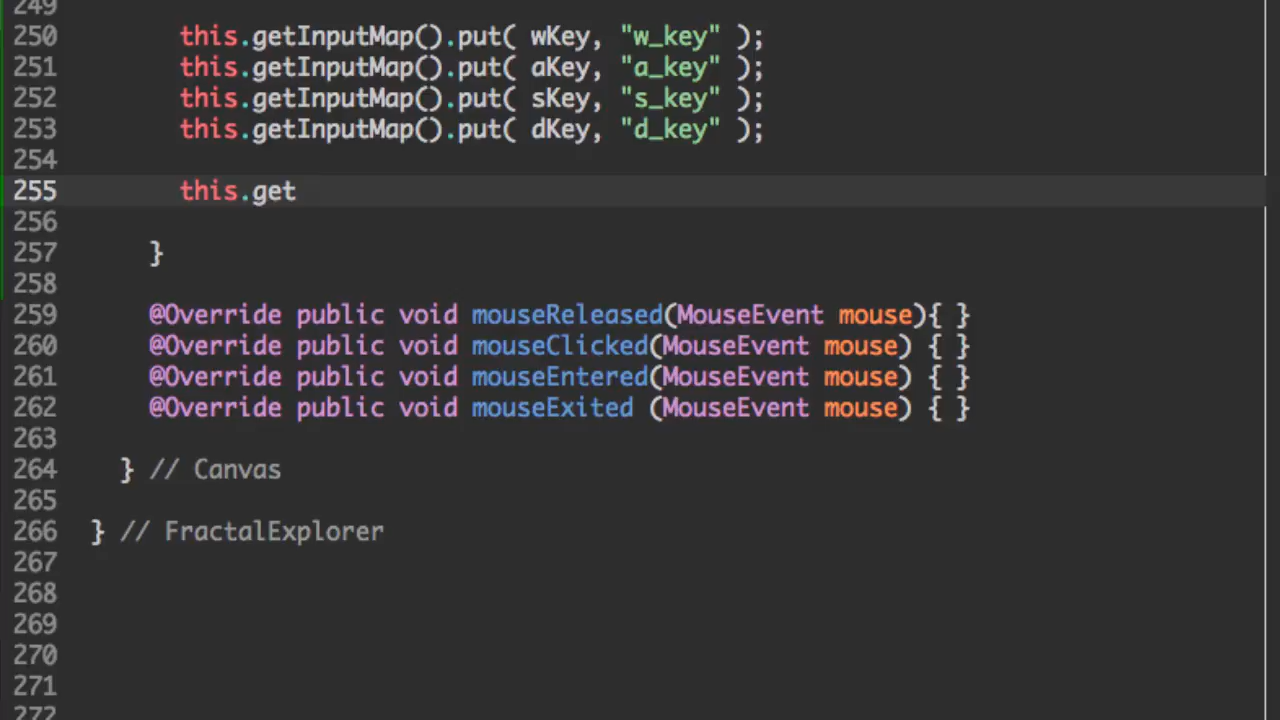 249
250 this.getInputMap().put( wKey, "w_key" );
251 this.getInputMap().put( aKey, "a_key" );
252 this.getInputMap().put( sKey, "s_key" );
253 this.getInputMap().put( dKey, "d_key" );
254
255 this.get
256
257 }
258
259 @Override public void mouseReleased(MouseEvent mouse){ }
260 @Override public void mouseClicked(MouseEvent mouse) { }
261 @Override public void mouseEntered(MouseEvent mouse) { }
262 @Override public void mouseExited (MouseEvent mouse) { }
263
264 } // Canvas
265
266 } // FractalExplorer
267
268
269
270
271
272